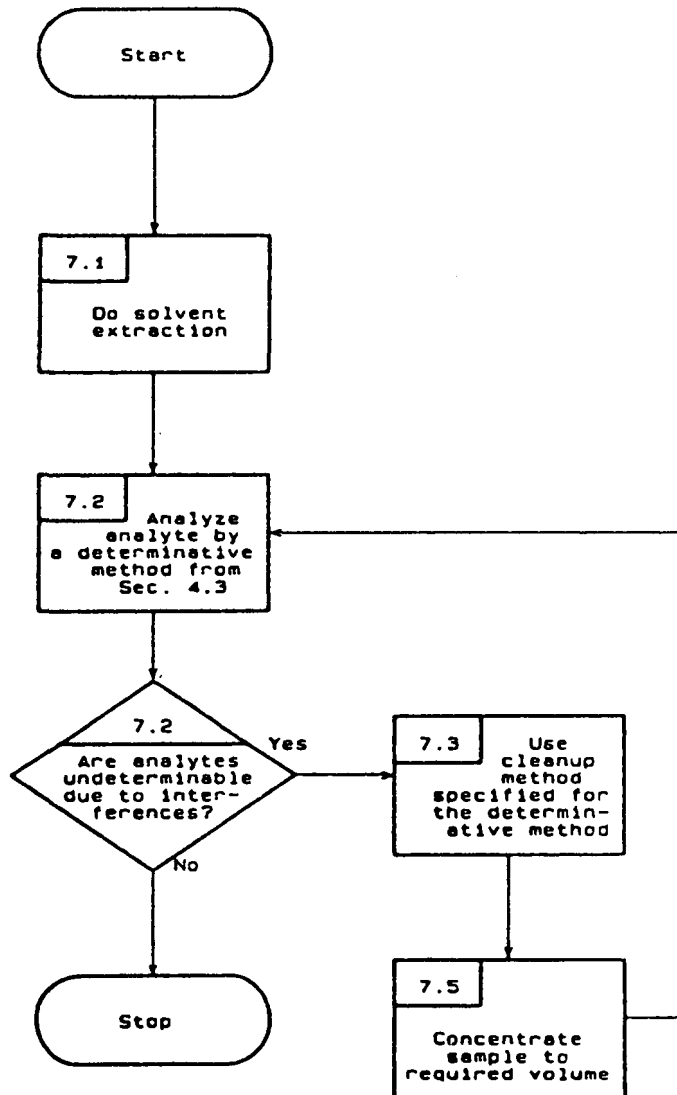 Start
7.1
Do solvent
extraction
7.2
Analyze
analyte by
a determinative
method from
Sec. 4.3
7.2
Are analytes
undeterminable
due to inter-
ferences?
Yes
No
7.3
Use
cleanup
method
specified for
the determin-
ative method
7.5
Concentrate
sample to
required volume
Stop